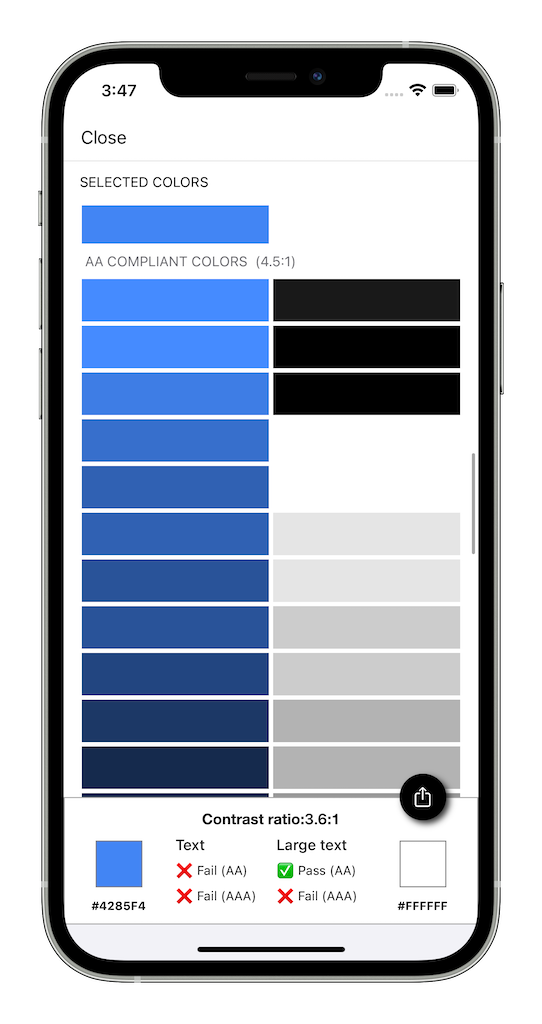 3:47
Close
SELECTED COLORS
AA COMPLIANT COLORS (4.5:1)
Contrast ratio:3.6:1
Text
Large text
Fail (AA)
Pass (AA)
Fail (AAA)
Fail (AAA)
#4285F4
#FFFFFF